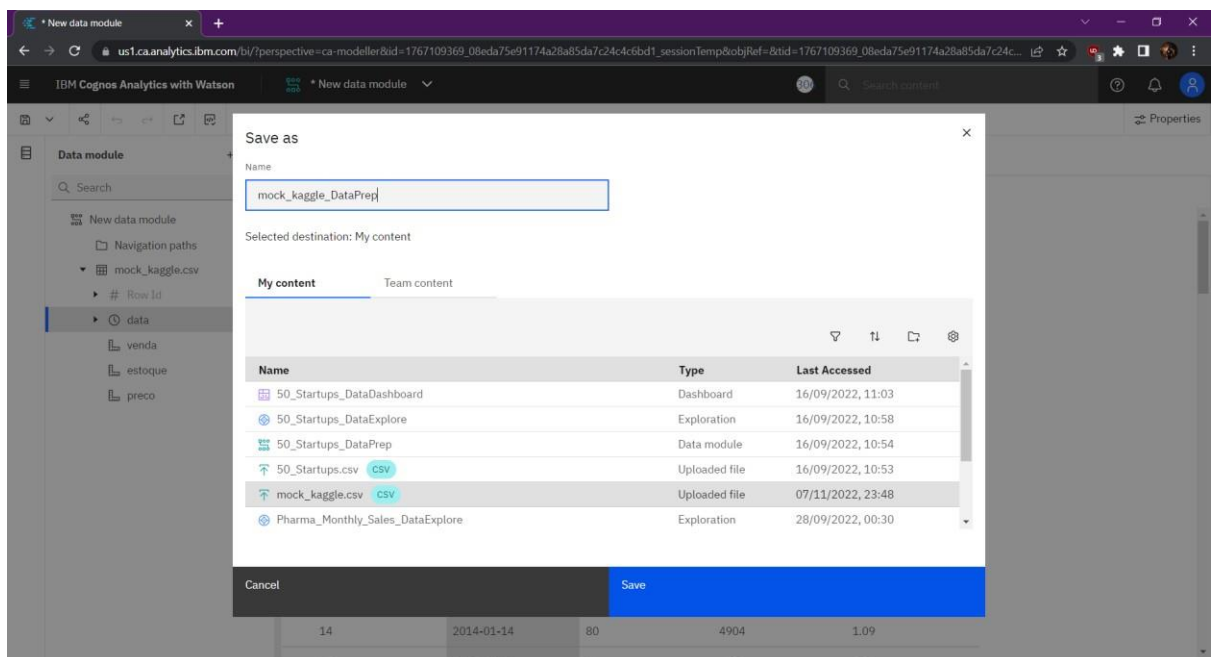 * New data module
us1.ca.analytics.ibm.com/bi/?perspective=ca-modeller&id=1767109369_08eda75e91174a28a85da7c24c4c6bd1_sessionTemp&objRef=&tid=1767109369_08eda75e91174a28a85da7c24c...
3
IBM Cognos Analytics with Watson
* New data module
30
Search content
Properties
Data module
Search
New data module
Navigation paths
mock_kaggle.csv
# Row Id
data
venda
estoque
preco
Save as
Name
mock_kaggle_DataPrep
Selected destination: My content
My content Team content
Name Type Last Accessed
50_Startups_DataDashboard Dashboard 16/09/2022, 11:03
50_Startups_DataExplore Exploration 16/09/2022, 10:58
50_Startups_DataPrep Data module 16/09/2022, 10:54
50_Startups.csv CSV Uploaded file 16/09/2022, 10:53
mock_kaggle.csv CSV Uploaded file 07/11/2022, 23:48
Pharma_Monthly_Sales_DataExplore Exploration 28/09/2022, 00:30
Cancel Save
14 2014-01-14 80 4904 1.09